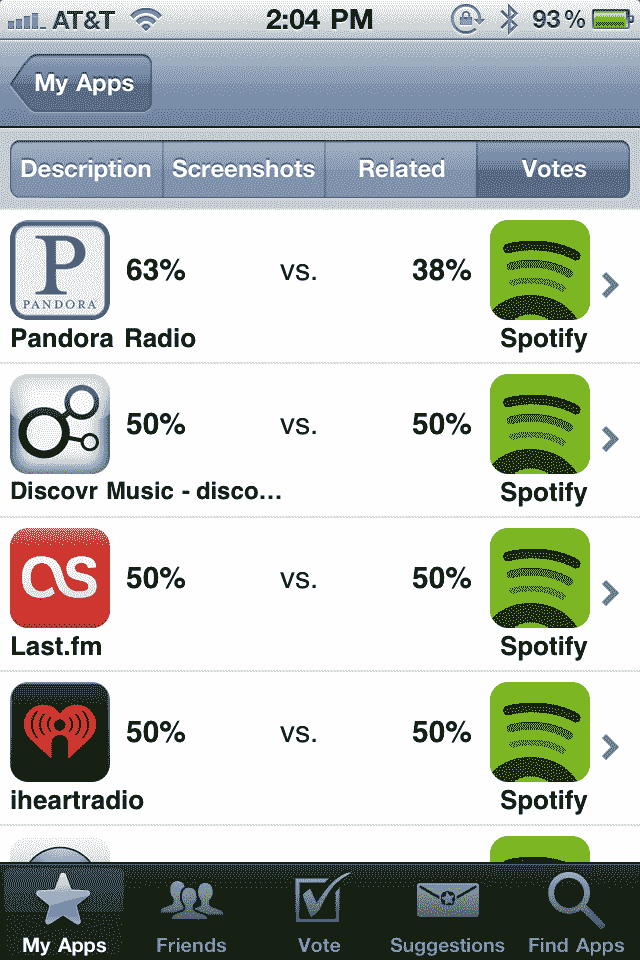 AT&T 2:04 PM 93%
My Apps
Description Screenshots Related Votes
P
PANDORA
63% vs. 38%
Pandora Radio Spotify
50% vs. 50%
Discovr Music - disco... Spotify
as
50% vs. 50%
Last.fm Spotify
50% vs. 50%
iheartradio Spotify
My Apps Friends Vote Suggestions Find Apps